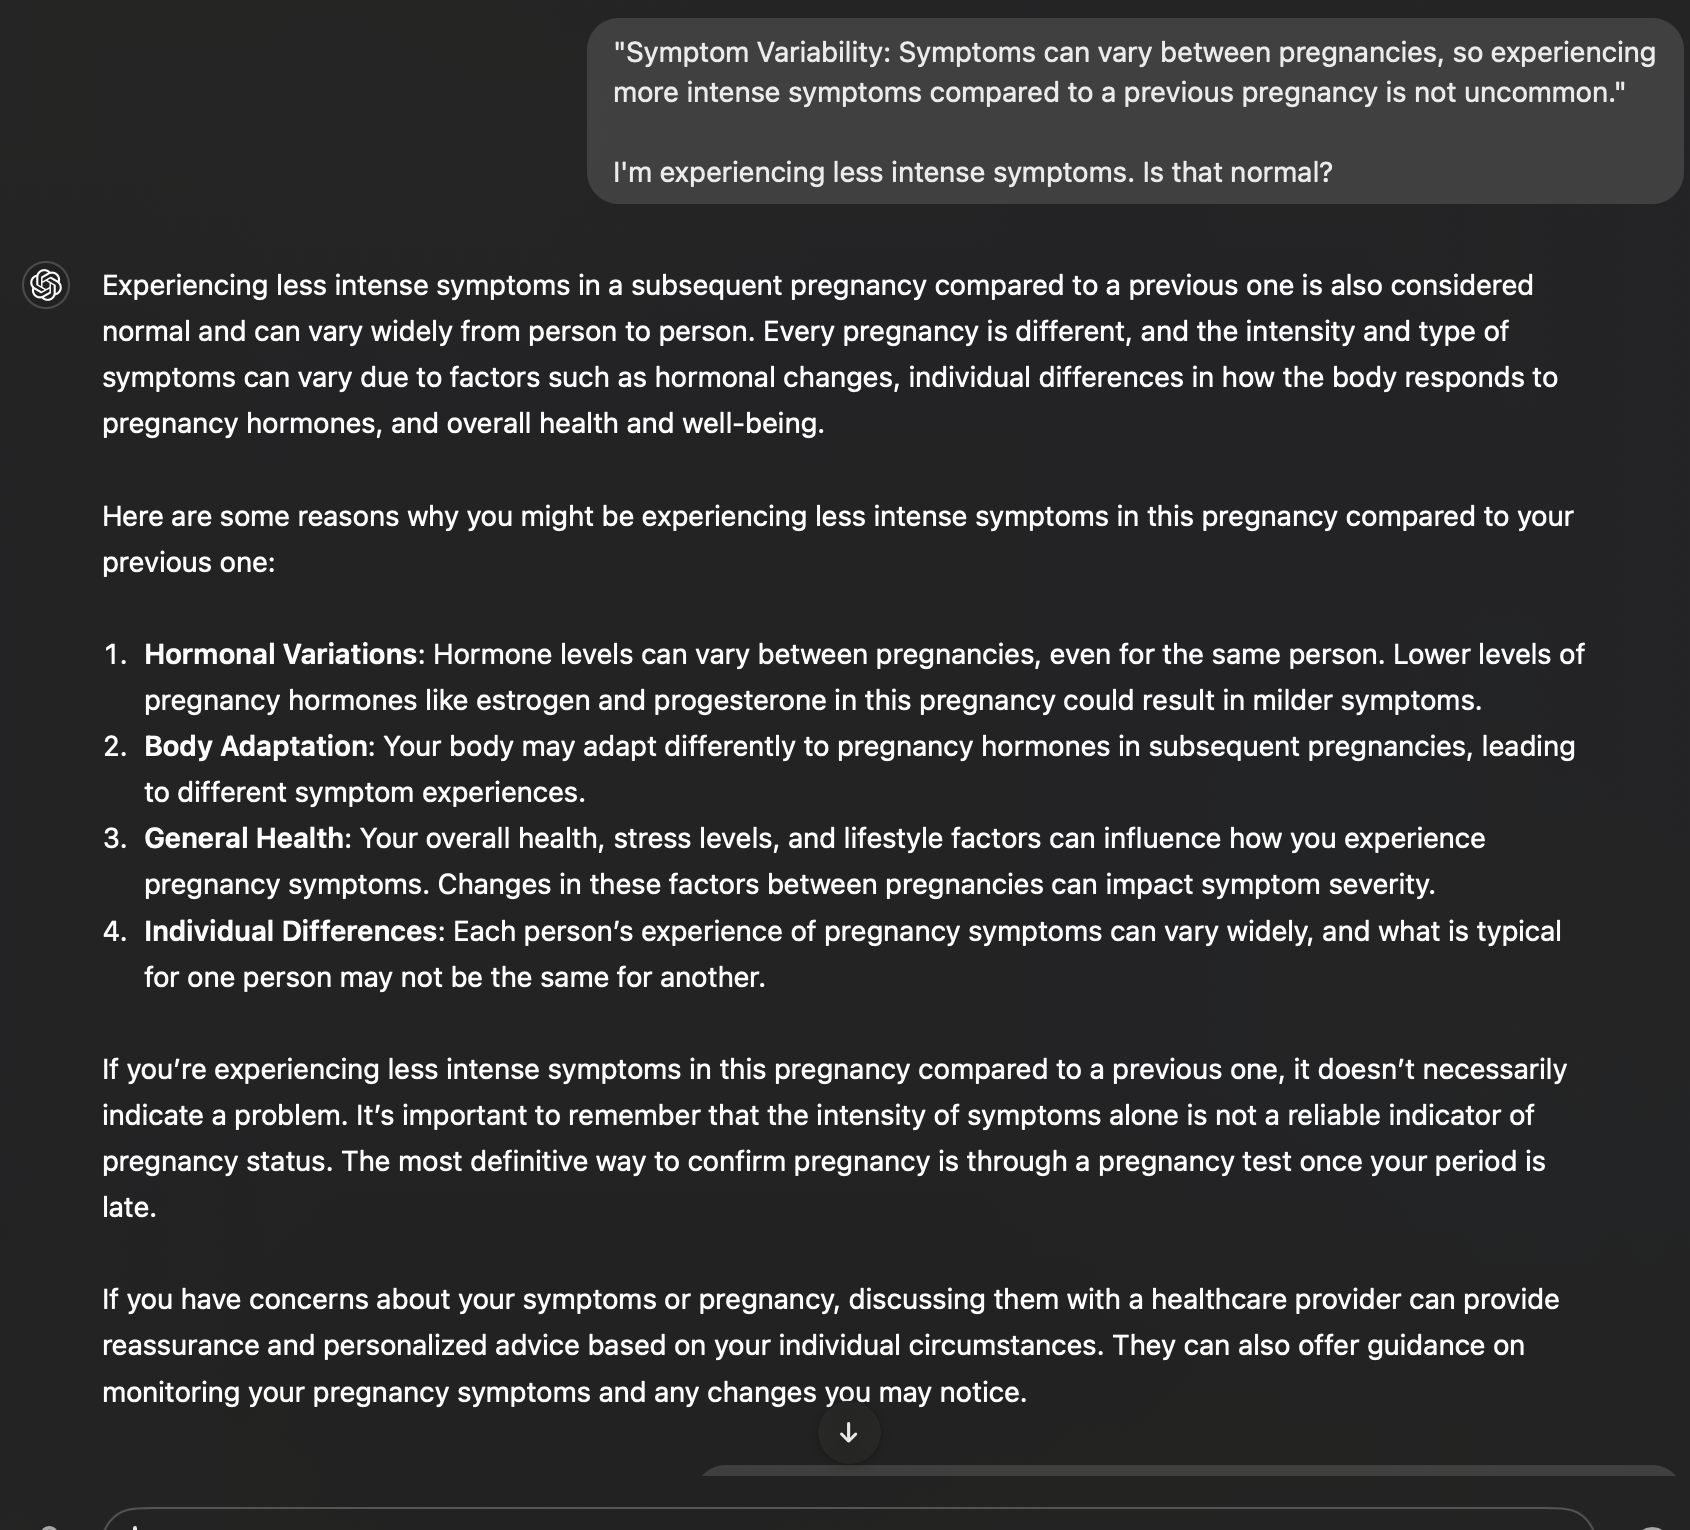 "Symptom Variability: Symptoms can vary between pregnancies, so experiencing
more intense symptoms compared to a previous pregnancy is not uncommon."
I'm experiencing less intense symptoms. Is that normal?
Experiencing less intense symptoms in a subsequent pregnancy compared to a previous one is also considered
normal and can vary widely from person to person. Every pregnancy is different, and the intensity and type of
symptoms can vary due to factors such as hormonal changes, individual differences in how the body responds to
pregnancy hormones, and overall health and well-being.
Here are some reasons why you might be experiencing less intense symptoms in this pregnancy compared to your
previous one:
1. Hormonal Variations: Hormone levels can vary between pregnancies, even for the same person. Lower levels of
pregnancy hormones like estrogen and progesterone in this pregnancy could result in milder symptoms.
2. Body Adaptation: Your body may adapt differently to pregnancy hormones in subsequent pregnancies, leading
to different symptom experiences.
3. General Health: Your overall health, stress levels, and lifestyle factors can influence how you experience
pregnancy symptoms. Changes in these factors between pregnancies can impact symptom severity.
4. Individual Differences: Each person’s experience of pregnancy symptoms can vary widely, and what is typical
for one person may not be the same for another.
If you’re experiencing less intense symptoms in this pregnancy compared to a previous one, it doesn’t necessarily
indicate a problem. It’s important to remember that the intensity of symptoms alone is not a reliable indicator of
pregnancy status. The most definitive way to confirm pregnancy is through a pregnancy test once your period is
late.
If you have concerns about your symptoms or pregnancy, discussing them with a healthcare provider can provide
reassurance and personalized advice based on your individual circumstances. They can also offer guidance on
monitoring your pregnancy symptoms and any changes you may notice.